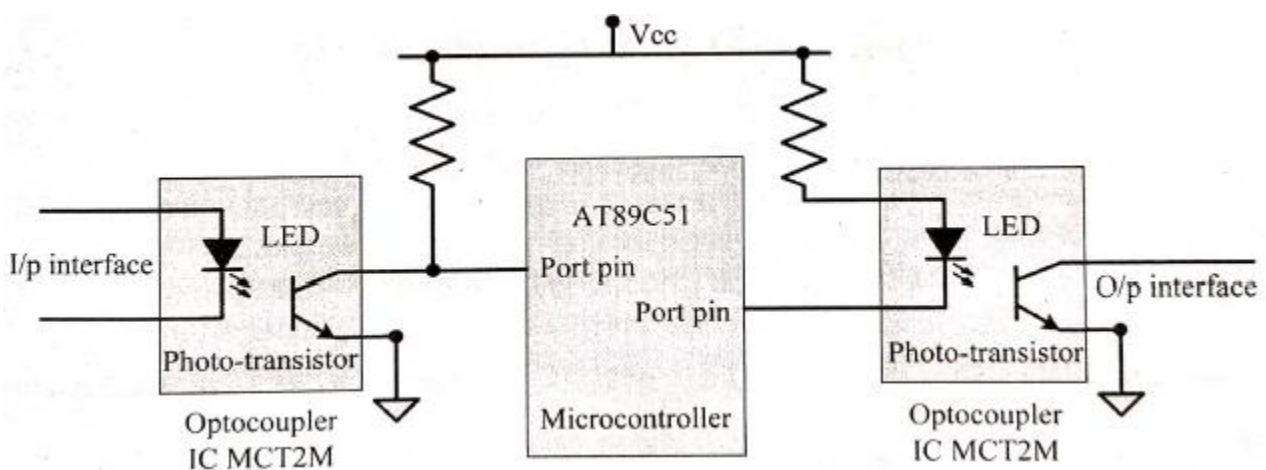 Vcc
AT89C51
LED
LED
I/p interface
Port pin
O/p interface
Port pin
Photo-transistor
Photo-transistor
Microcontroller
Optocoupler
IC MCT2M
Optocoupler
IC MCT2M